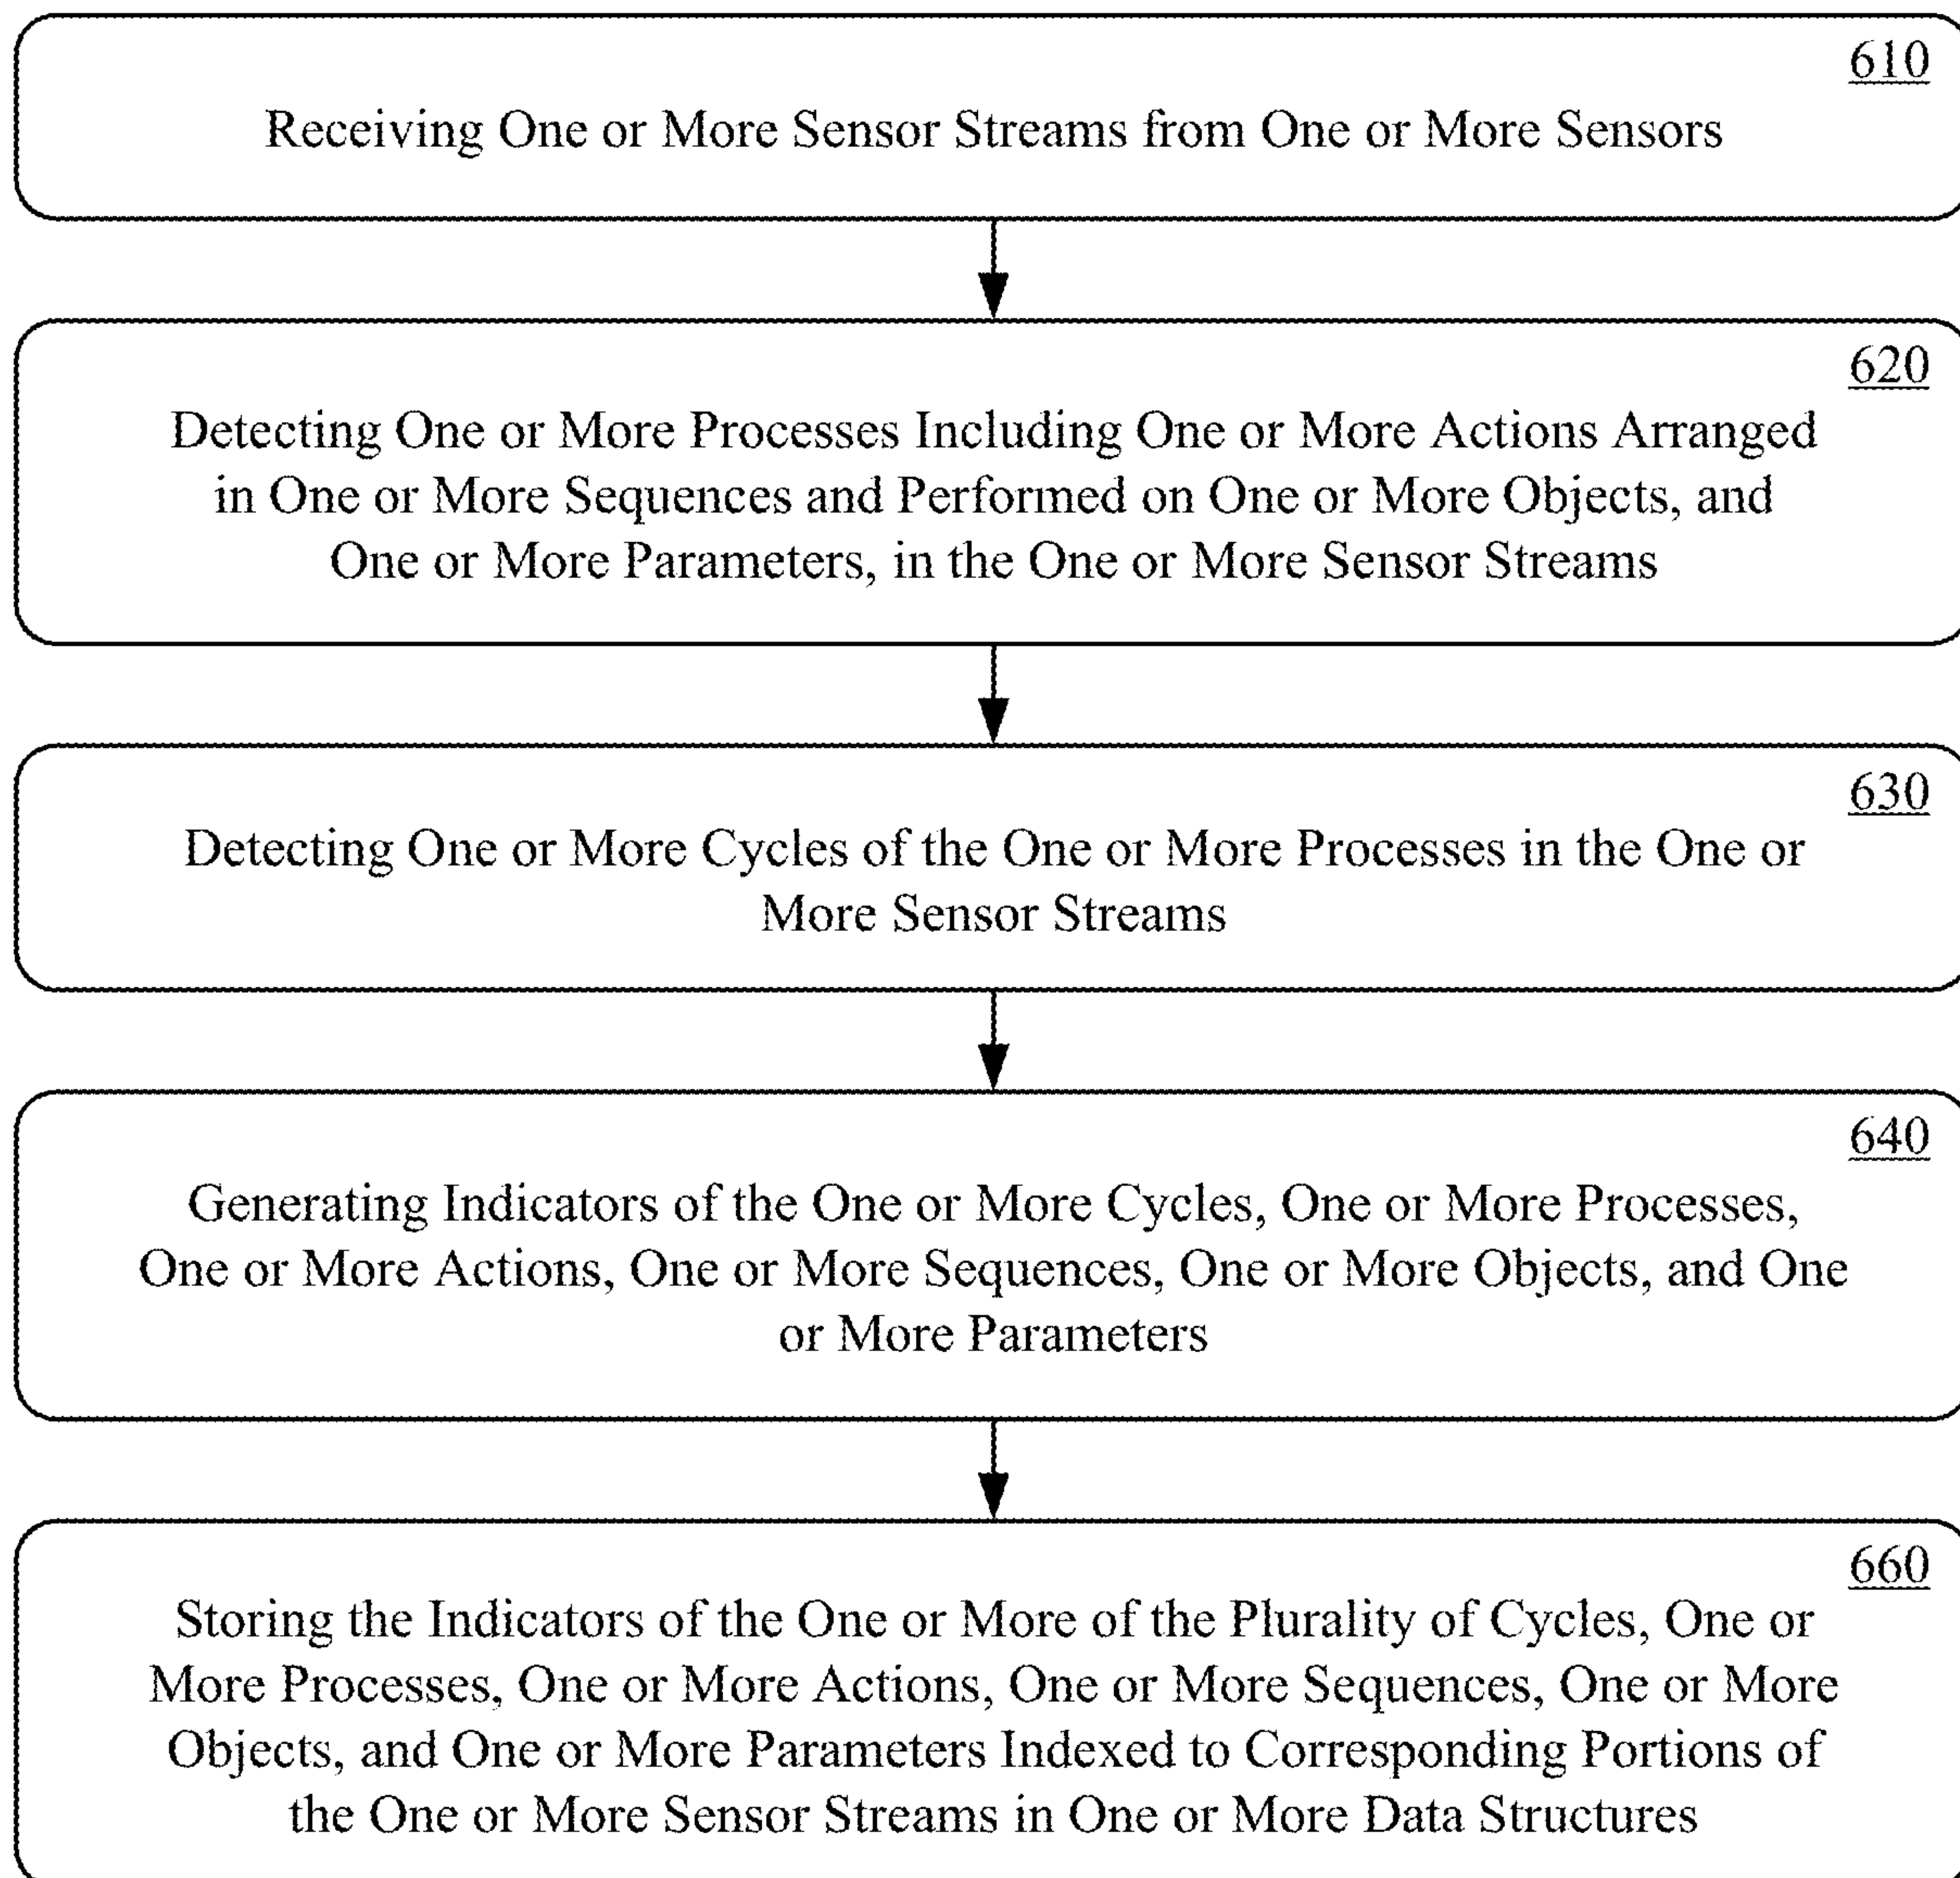 610
Receiving One or More Sensor Streams from One or More Sensors
620
Detecting One or More Processes Including One or More Actions Arranged
in One or More Sequences and Performed on One or More Objects, and
One or More Parameters, in the One or More Sensor Streams
630
Detecting One or More Cycles of the One or More Processes in the One or
More Sensor Streams
640
Generating Indicators of the One or More Cycles, One or More Processes,
One or More Actions, One or More Sequences, One or More Objects, and One
or More Parameters
660
Storing the Indicators of the One or More of the Plurality of Cycles, One or
More Processes, One or More Actions, One or More Sequences, One or More
Objects, and One or More Parameters Indexed to Corresponding Portions of
the One or More Sensor Streams in One or More Data Structures